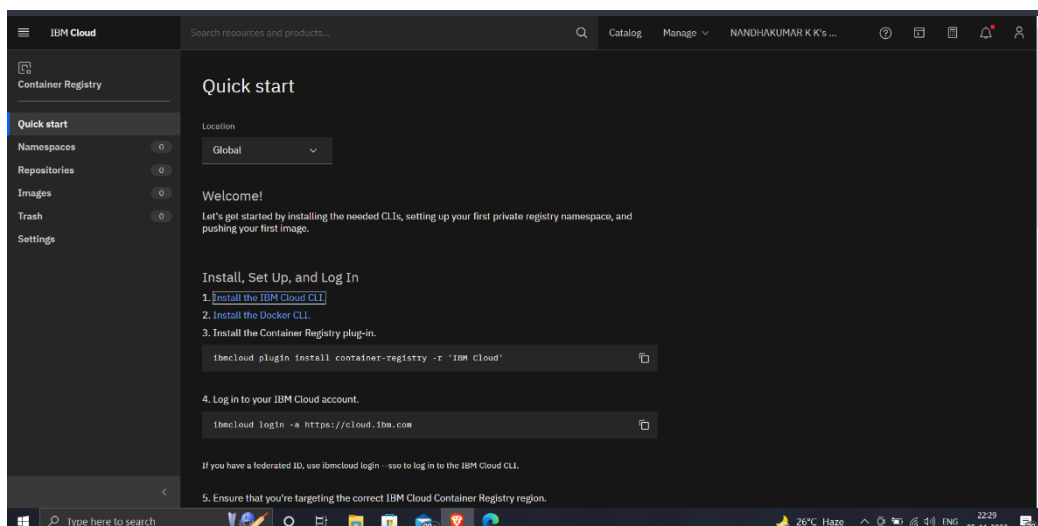 IBM Cloud
Search resources and products...
Catalog
Manage
NANDHAKUMAR K K's ...
Container Registry
Quick start
Namespaces
0
Repositories
0
Images
0
Trash
0
Settings
Quick start
Location
Global
Welcome!
Let's get started by installing the needed CLIs, setting up your first private registry namespace, and
pushing your first image.
Install, Set Up, and Log In
1. Install the IBM Cloud CLI.
2. Install the Docker CLI.
3. Install the Container Registry plug-in.
ibmcloud plugin install container-registry -r 'IBM Cloud'
4. Log in to your IBM Cloud account.
ibmcloud login -a https://cloud.ibm.com
If you have a federated ID, use ibmcloud login --sso to log in to the IBM Cloud CLI.
5. Ensure that you're targeting the correct IBM Cloud Container Registry region.
Type here to search
26°C Haze
ENG
22:29